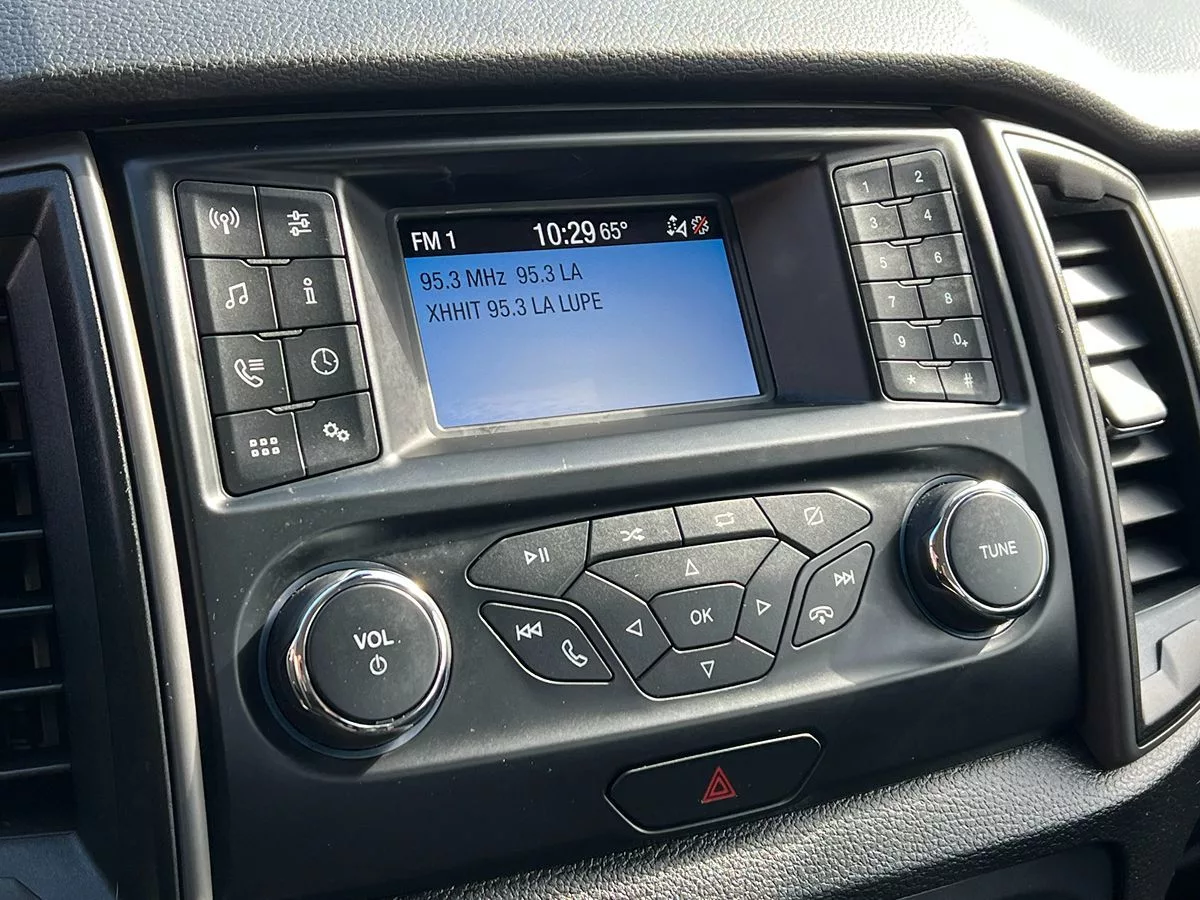 FM 1 10:29 65°
95.3 MHz 95.3 LA
XHHIT 95.3 LA LUPE
1 2
3 4
5 6
7 8
9 0+
* #
VOL
OK
TUNE